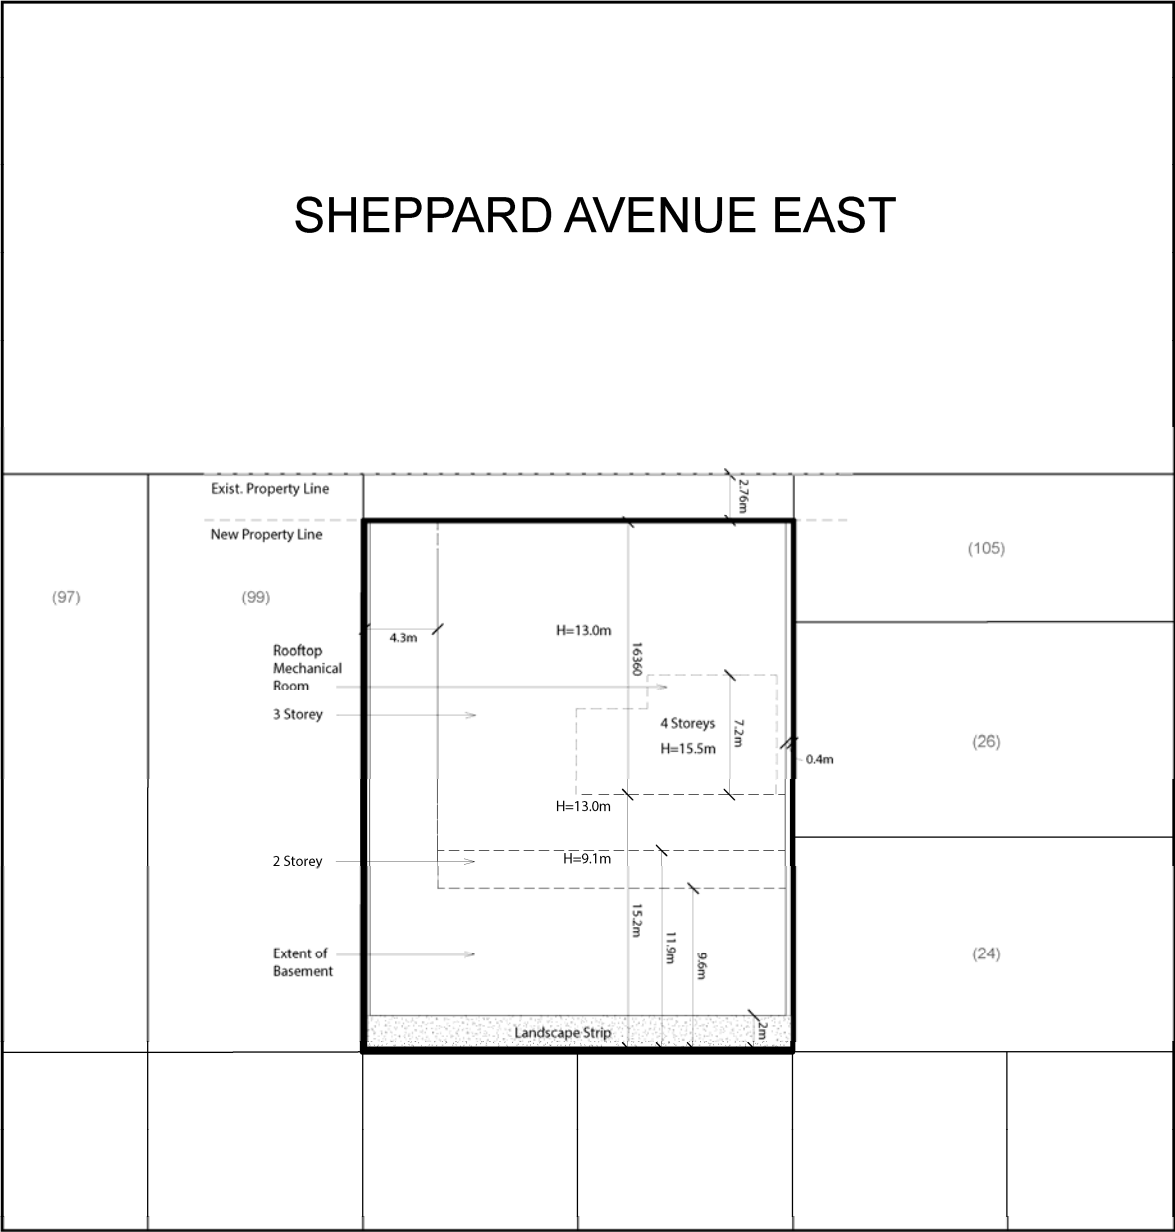 SHEPPARD AVENUE EAST
Exist. Property Line
2.76m
New Property Line
(105)
(97)
(99)
4.3m
H=13.0m
16360
Rooftop
Mechanical
Room
3 Storey
4 Storeys
H=15.5m
7.2m
(26)
0.4m
H=13.0m
2 Storey
H=9.1m
15.2m
11.9m
9.6m
Extent of
Basement
(24)
Landscape Strip
2m